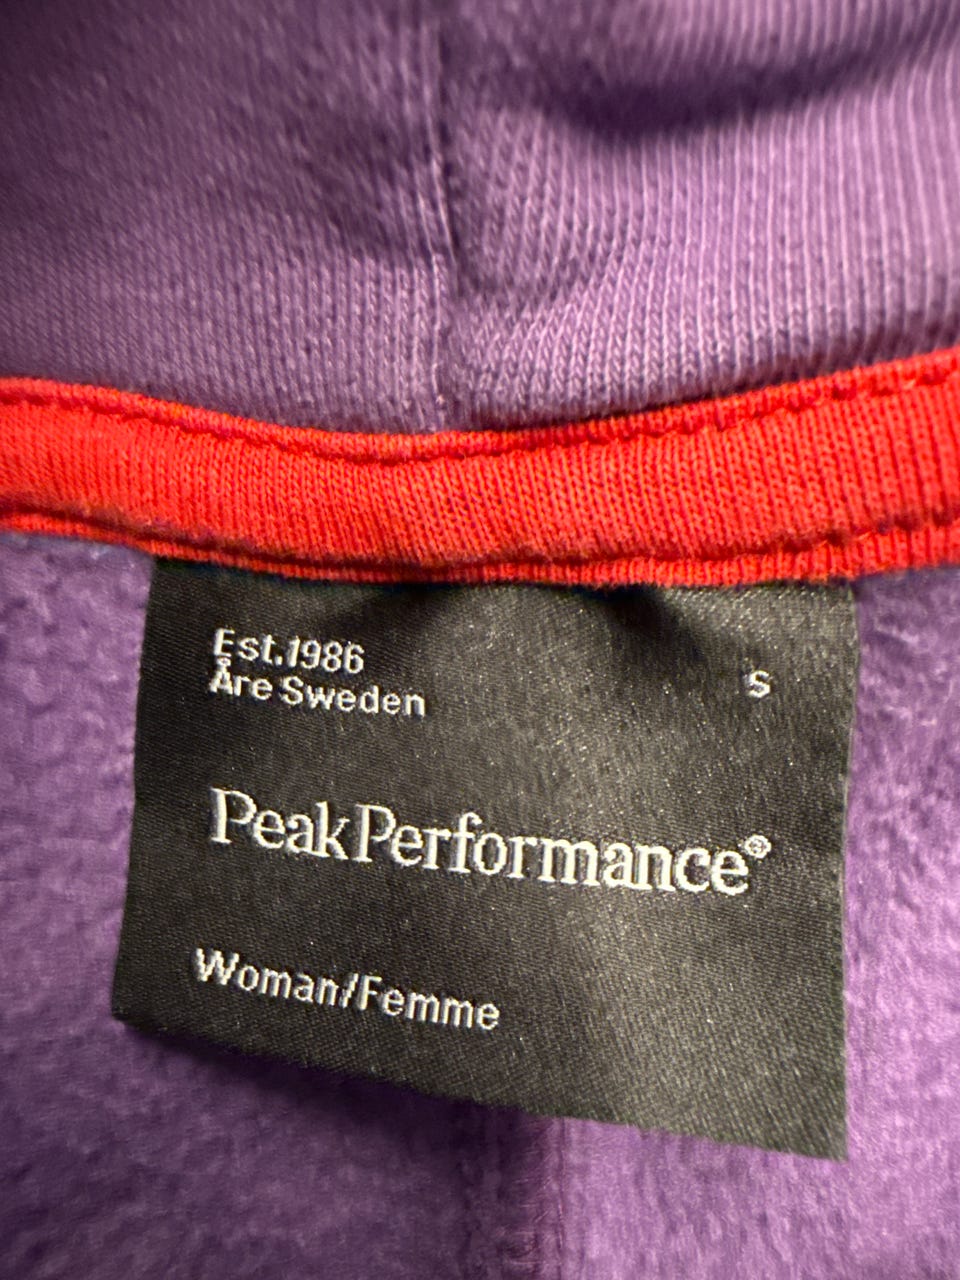 Est.1986
Åre Sweden
S
PeakPerformance®
Woman/Femme